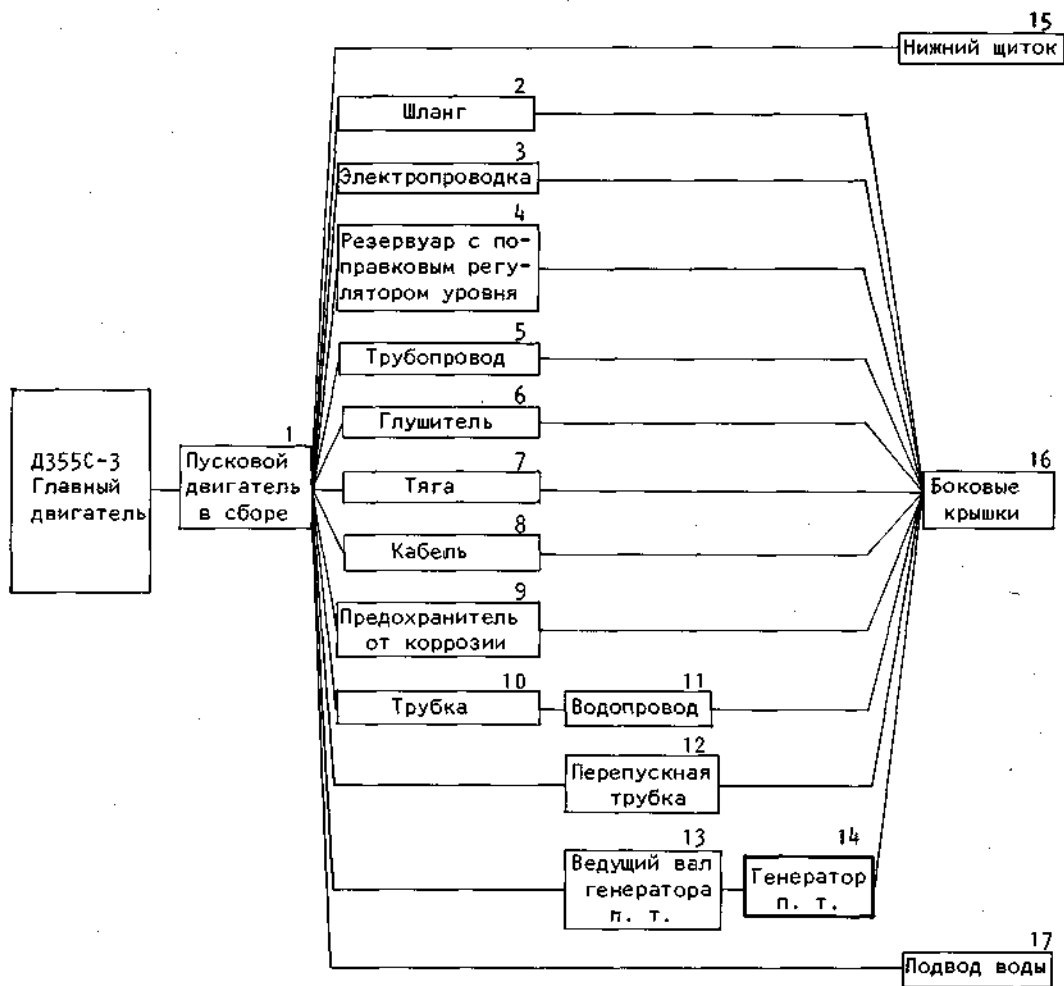 15
Нижний щиток
2
Шланг
3
Электропроводка
4
Резервуар с по-
правковым регу-
лятором уровня
5
Трубопровод
6
Глушитель
1
Д355С-3
Главный
двигатель
Пусковой
двигатель
в сборе
7
Тяга
16
Боковые
крышки
8
Кабель
9
Предохранитель
от коррозии
10
Трубка
11
Водопровод
12
Перепускная
трубка
13
Ведущий вал
генератора
п. т.
14
Генератор
п. т.
17
Подвод воды